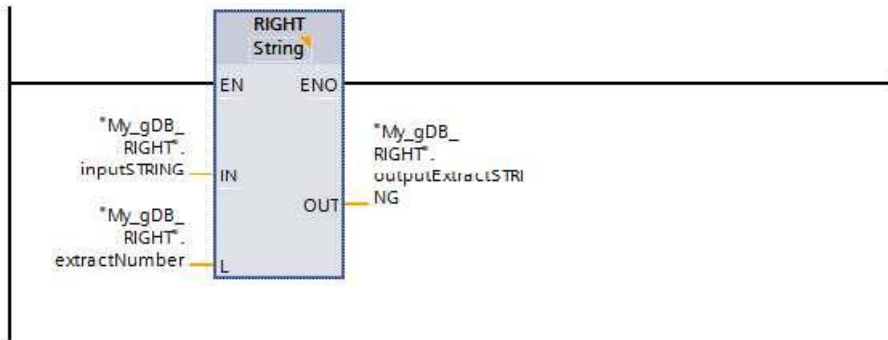 RIGHT
String
EN ENO
"My_gDB_
RIGHT".
inputSTRING
IN
"My_gDB_
RIGHT".
outputExtractSTRI
NG
OUT
"My_gDB_
RIGHT".
extractNumber
L